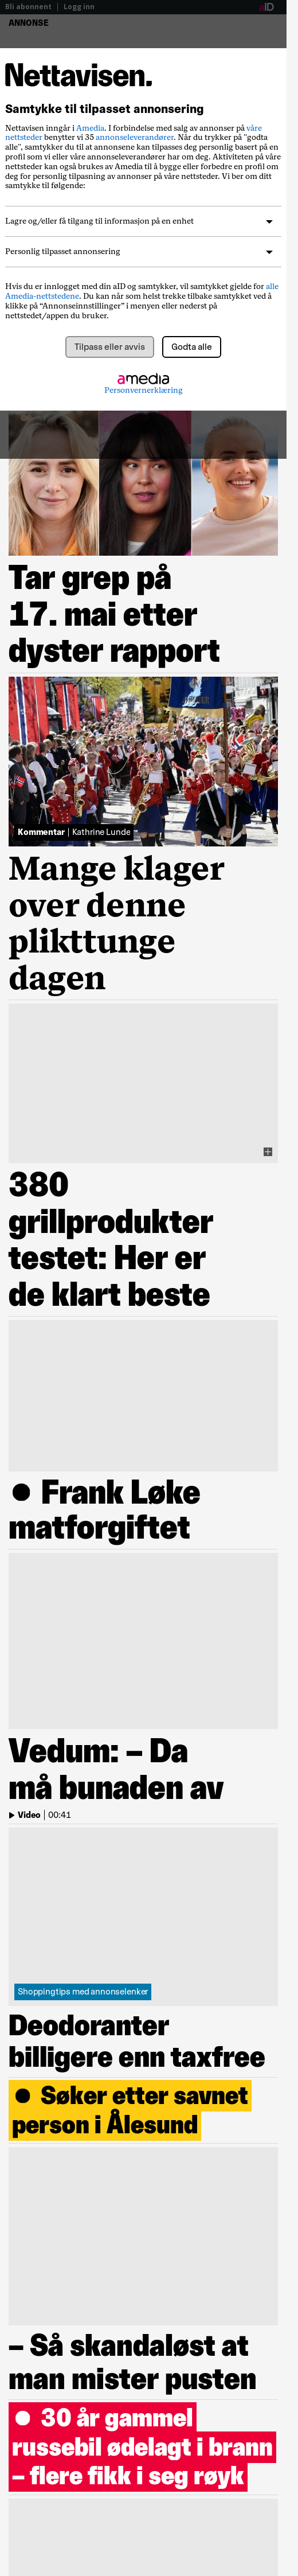 Bli abonnent | Logg inn
aID
ANNONSE
Nettavisen.
Samtykke til tilpasset annonsering
Nettavisen inngår i Amedia. I forbindelse med salg av annonser på våre
nettsteder benytter vi 35 annonseleverandører. Når du trykker på "godta
alle", samtykker du til at annonser kan tilpasses deg personlig basert på en
profil som vi eller våre annonseleverandører har om deg. Aktiviteten på våre
nettsteder kan også brukes av Amedia til å bygge eller forbedre en profil om
deg for personlig tilpasning av annonser på våre nettsteder. Vi ber om ditt
samtykke til følgende:
Lagre og/eller få tilgang til informasjon på en enhet
Personlig tilpasset annonsering
Hvis du er innlogget med din aID og samtykker, vil samtykket gjelde for alle
Amedia-nettstedene. Du kan når som helst trekke tilbake samtykket ved å
klikke på “Annonseinnstillinger” i menyen eller nederst på
nettstedet/appen du bruker.
Tilpass eller avvis
Godta alle
amedia
Personvernerklæring
Tar grep på
17. mai etter
dyster rapport
Kommentar | Kathrine Lunde
Mange klager
over denne
plikttunge
dagen
380
grillprodukter
testet: Her er
de klart beste
● Frank Løke
matforgiftet
Vedum: – Da
må bunaden av
Video | 00:41
Shoppingtips med annonselenker
Deodoranter
billigere enn taxfree
● Søker etter savnet
person i Ålesund
– Så skandaløst at
man mister pusten
● 30 år gammel
russebil ødelagt i brann
– flere fikk i seg røyk